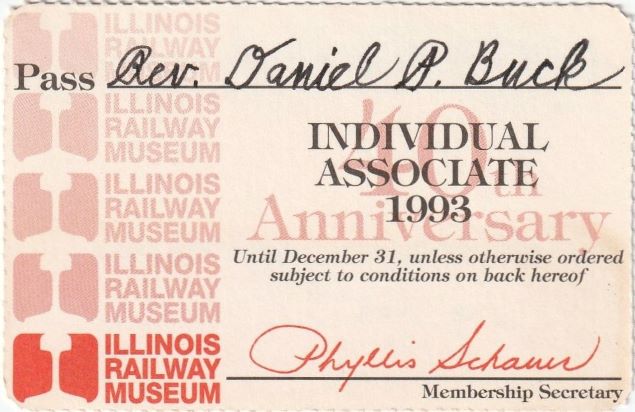 ILLINOIS
RAILWAY
MUSEUM
Pass Rev. Daniel P. Buck
ILLINOIS
RAILWAY
MUSEUM
INDIVIDUAL
ASSOCIATE
1993
40th
Anniversary
ILLINOIS
RAILWAY
MUSEUM
Until December 31, unless otherwise ordered
subject to conditions on back hereof
ILLINOIS
RAILWAY
MUSEUM
Phyllis Schauer
ILLINOIS
RAILWAY
MUSEUM
Membership Secretary